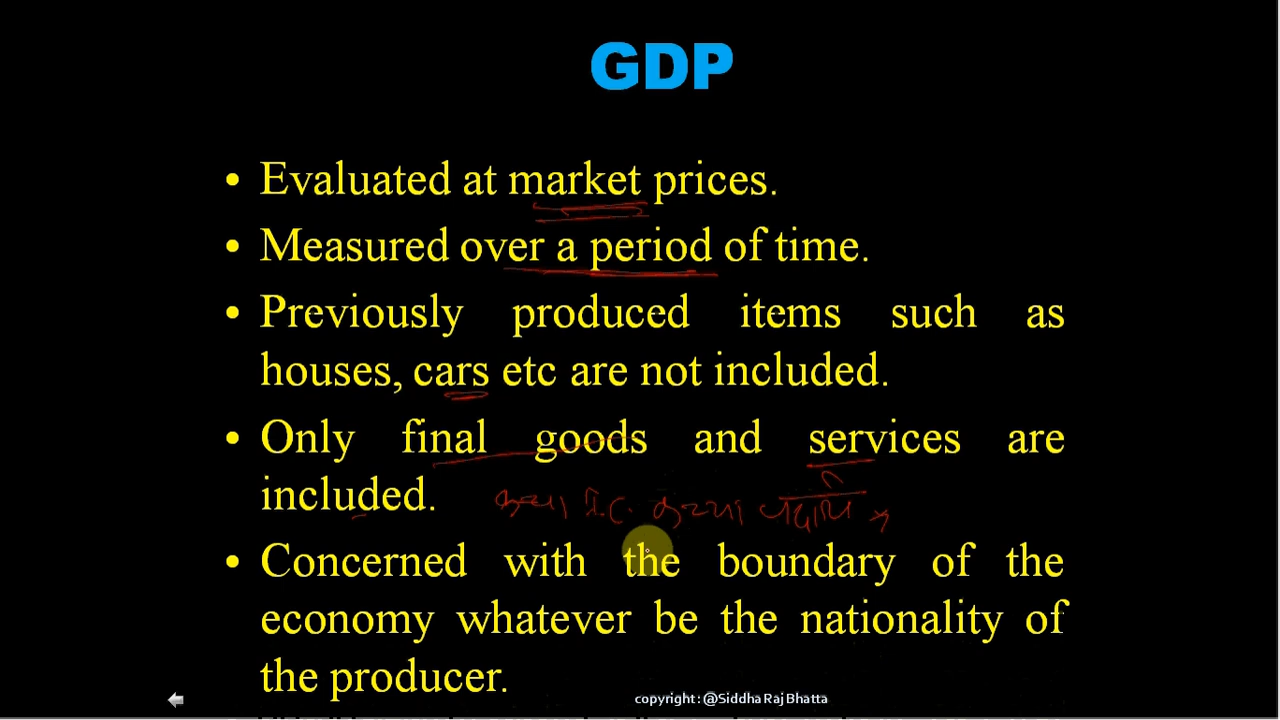 GDP
• Evaluated at market prices.
• Measured over a period of time.
• Previously produced items such as
houses, cars etc are not included.
• Only final goods and services are
included.
• Concerned with the boundary of the
economy whatever be the nationality of
the producer.
copyright : @Siddha Raj Bhatta